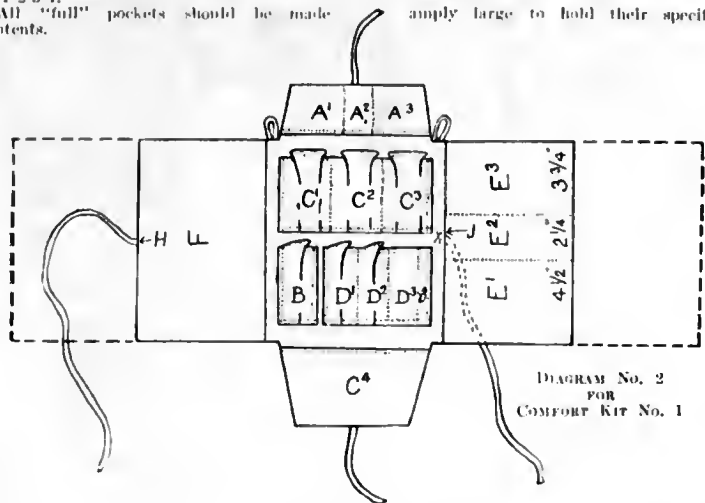 All "full" pockets should be made amply large to hold their specif
ntents.
A¹ A² A³
C¹ C² C³
E³ 3¾"
H F
J E² 2¼"
B D¹ D² D³
E¹ 4½"
C⁴
DIAGRAM No. 2
FOR
COMFORT KIT No. 1